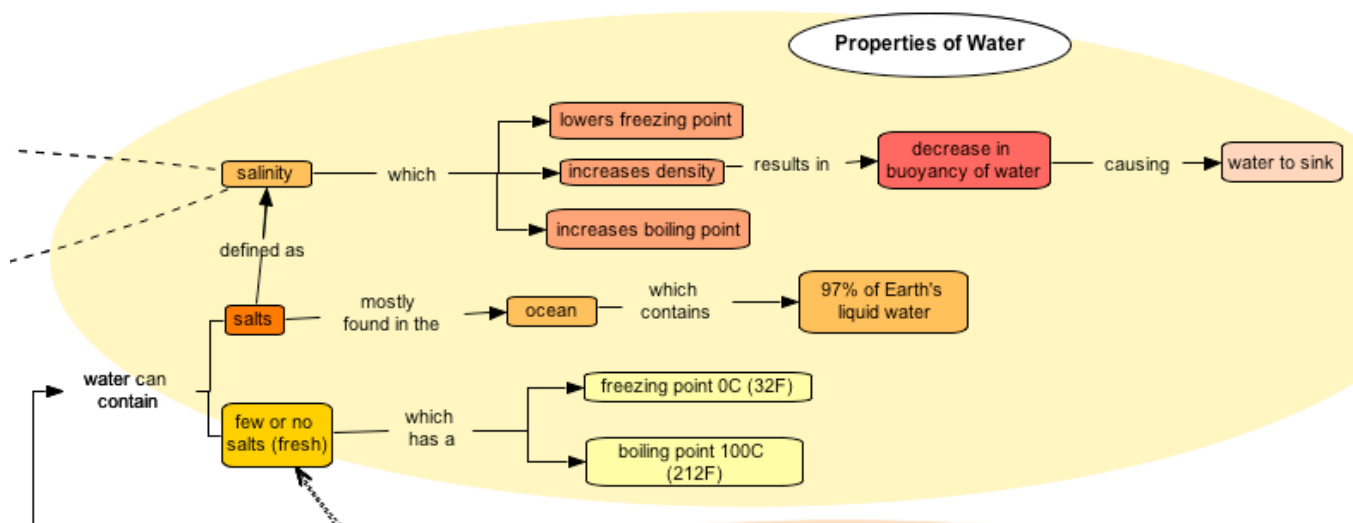 Properties of Water
lowers freezing point
salinity
which
increases density
results in
decrease in
buoyancy of water
causing
water to sink
increases boiling point
defined as
salts
mostly
found in the
ocean
which
contains
97% of Earth's
liquid water
water can
contain
few or no
salts (fresh)
which
has a
freezing point 0C (32F)
boiling point 100C
(212F)